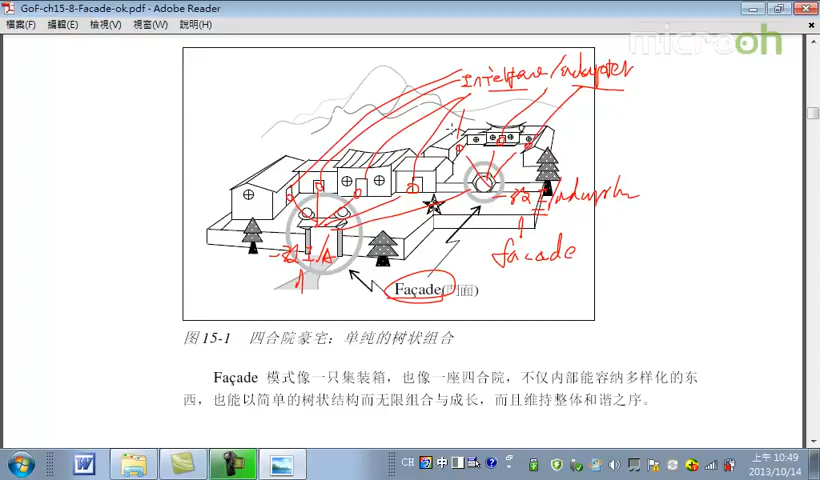 GoF-ch15-8-Facade-ok.pdf - Adobe Reader
檔案(F) 編輯(E) 檢視(V) 視窗(W) 說明(H)
microoh
Interface/adapter
一致 I/A
facade
Façade(門面)
图 15-1 四合院豪宅：单纯的树状组合
Façade 模式像一只集装箱，也像一座四合院，不仅内部能容纳多样化的东
西，也能以简单的树状结构而无限组合与成长，而且维持整体和谐之序。
CH 中
上午 10:49
2013/10/14